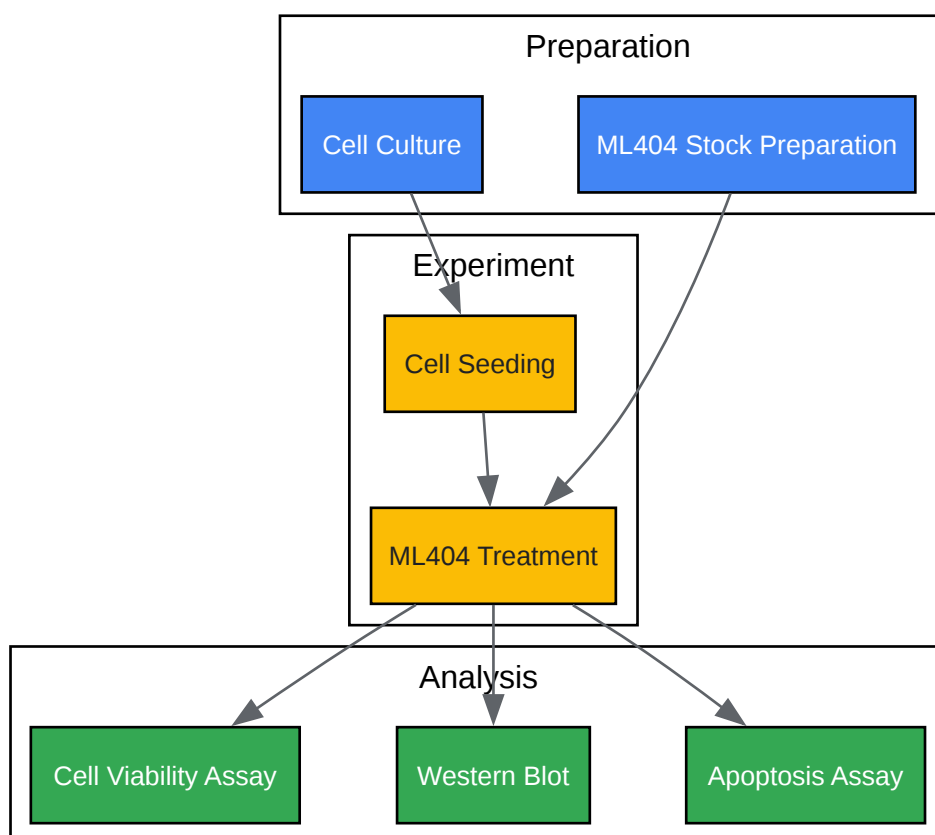 Preparation
Cell Culture
ML404 Stock Preparation
Experiment
Cell Seeding
ML404 Treatment
Analysis
Cell Viability Assay
Western Blot
Apoptosis Assay